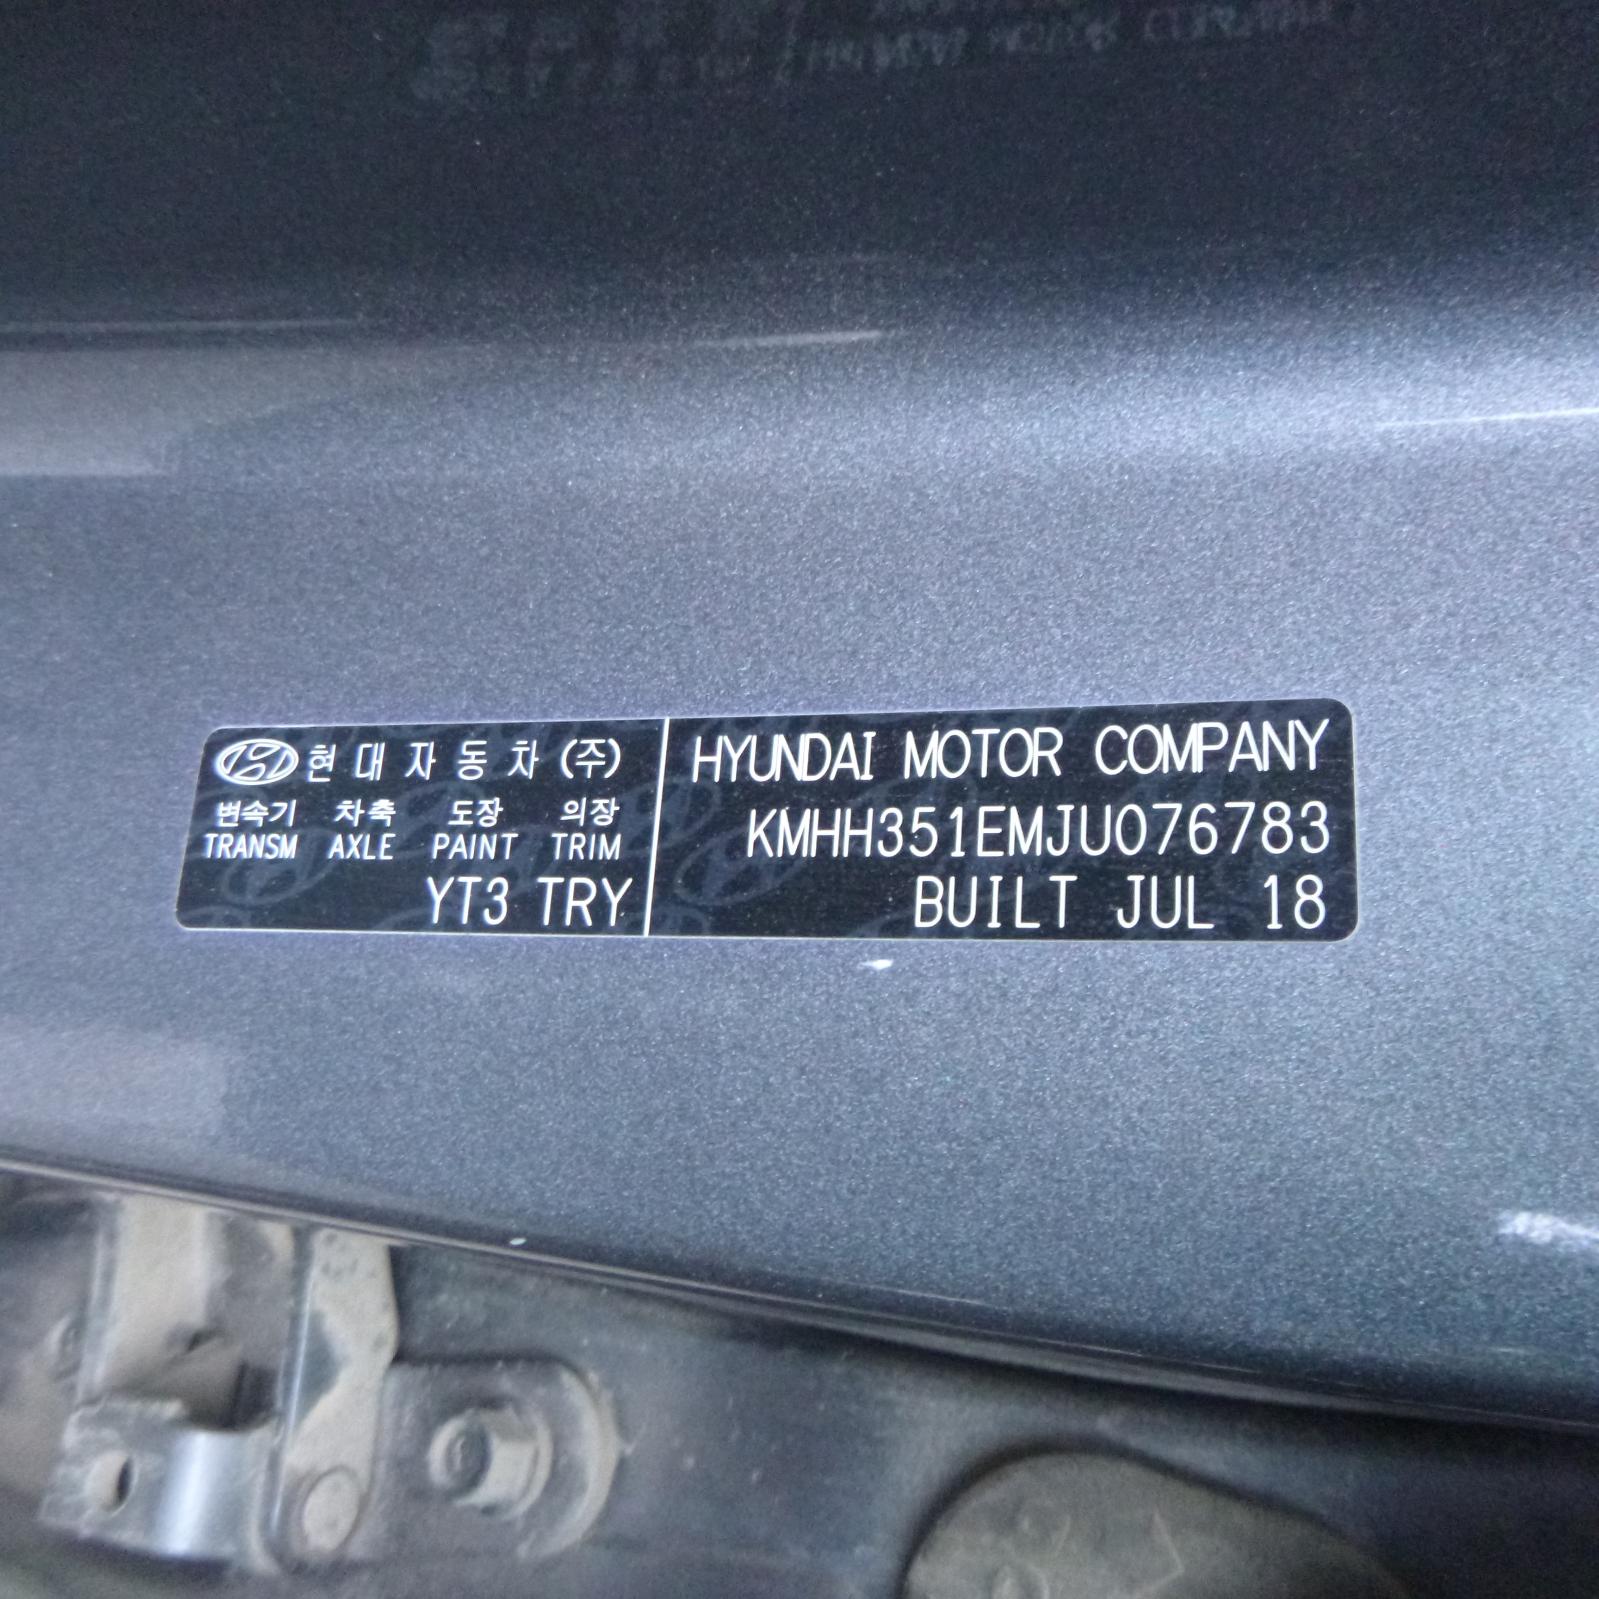 현대자동차(주)
변속기 차축 도장 의장
TRANSM AXLE PAINT TRIM
YT3 TRY
HYUNDAI MOTOR COMPANY
KMHH351EMJU076783
BUILT JUL 18